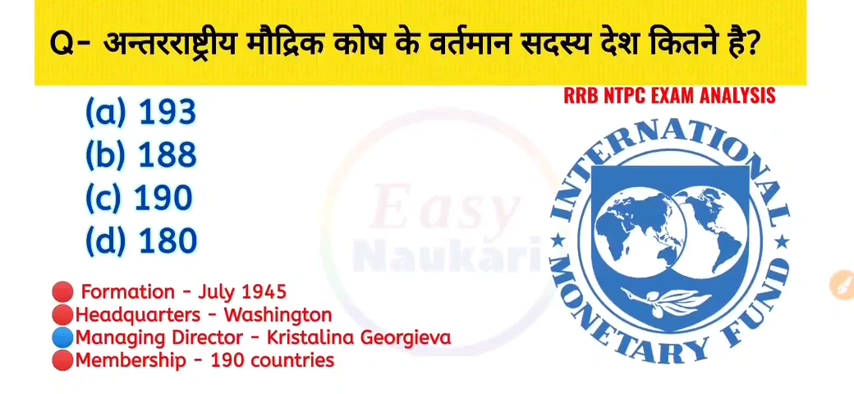 Q- अन्तरराष्ट्रीय मौद्रिक कोष के वर्तमान सदस्य देश कितने है?
RRB NTPC EXAM ANALYSIS
(a) 193
(b) 188
(c) 190
(d) 180
Easy
Naukari
INTERNATIONAL
MONETARY FUND
Formation - July 1945
Headquarters - Washington
Managing Director - Kristalina Georgieva
Membership - 190 countries